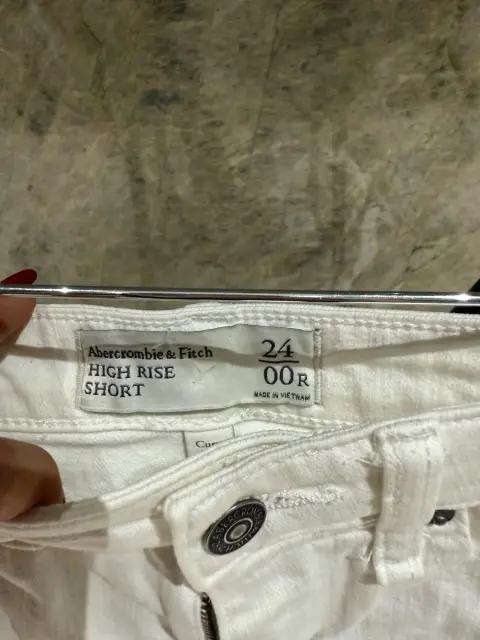 Abercrombie & Fitch
HIGH RISE
SHORT
24
00R
MADE IN VIETNAM